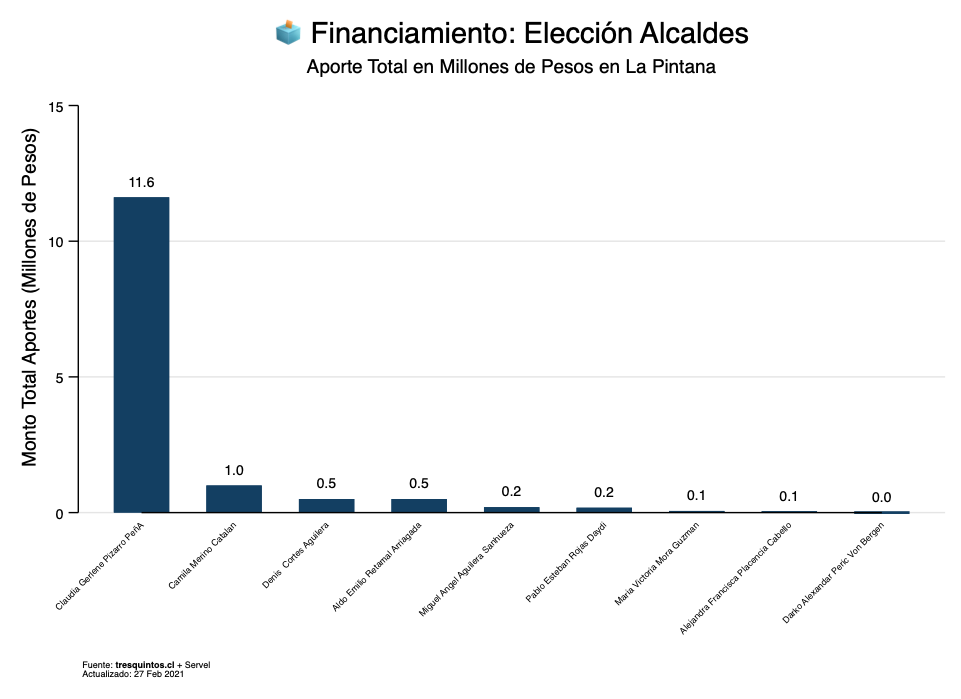 Financiamiento: Elección Alcaldes
Aporte Total en Millones de Pesos en La Pintana
Monto Total Aportes (Millones de Pesos)
15
10
5
0
11.6
1.0
0.5
0.5
0.2
0.2
0.1
0.1
0.0
Claudia Gerlene Pizarro PeñA
Camila Merino Catalan
Denis  Cortes Aguilera
Aldo Emilio Retamal Arriagada
Miguel Angel Aguilera Sanhueza
Pablo Esteban Rojas Daydi
Maria Victoria Mora Guzman
Alejandra Francisca Placencia Cabello
Darko Alexandar Peric Von Bergen
Fuente: tresquintos.cl + Servel
Actualizado: 27 Feb 2021